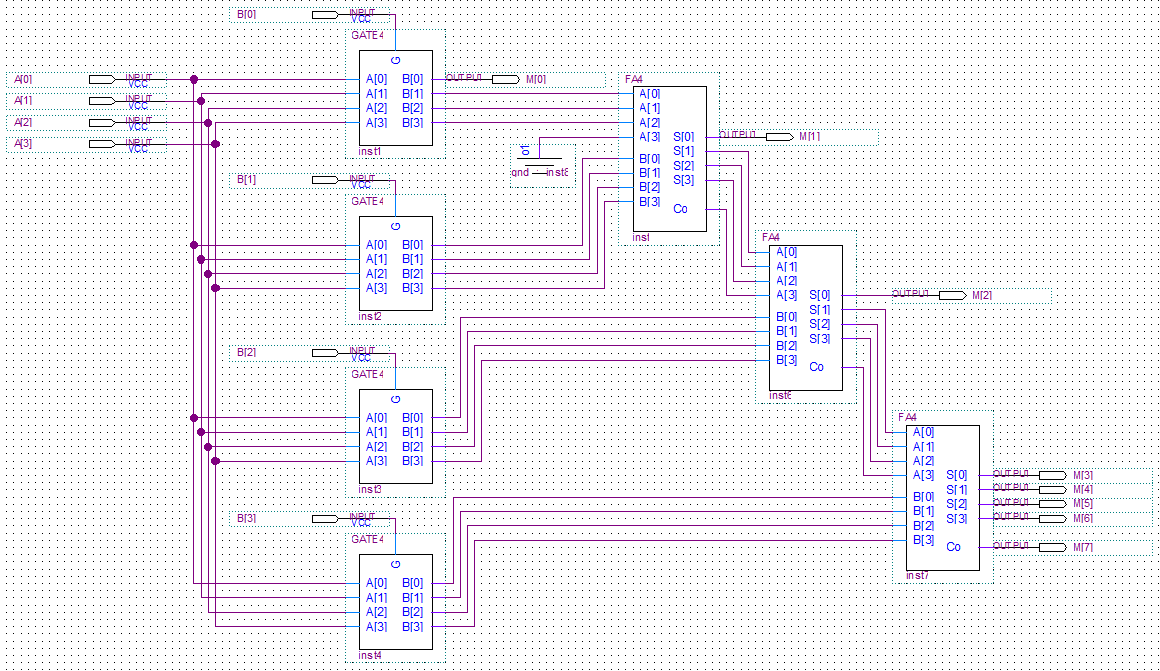 B[0] INPUT VCC
GATE4
G
A[0] INPUT VCC
A[1] INPUT VCC
A[2] INPUT VCC
A[3] INPUT VCC
A[0] B[0]
A[1] B[1]
A[2] B[2]
A[3] B[3]
inst1
OUTPUT M[0]
FA4
A[0]
A[1]
A[2]
A[3] S[0]
S[1]
B[0] S[2]
B[1] S[3]
B[2]
B[3] Co
inst
OUTPUT M[1]
gnd inst8
B[1] INPUT VCC
GATE4
G
A[0] B[0]
A[1] B[1]
A[2] B[2]
A[3] B[3]
inst2
FA4
A[0]
A[1]
A[2]
A[3] S[0]
S[1]
B[0] S[2]
B[1] S[3]
B[2]
B[3] Co
inst6
OUTPUT M[2]
B[2] INPUT VCC
GATE4
G
A[0] B[0]
A[1] B[1]
A[2] B[2]
A[3] B[3]
inst3
FA4
A[0]
A[1]
A[2]
A[3] S[0]
S[1]
B[0] S[2]
B[1] S[3]
B[2]
B[3] Co
inst7
OUTPUT M[3]
OUTPUT M[4]
OUTPUT M[5]
OUTPUT M[6]
OUTPUT M[7]
B[3] INPUT VCC
GATE4
G
A[0] B[0]
A[1] B[1]
A[2] B[2]
A[3] B[3]
inst4